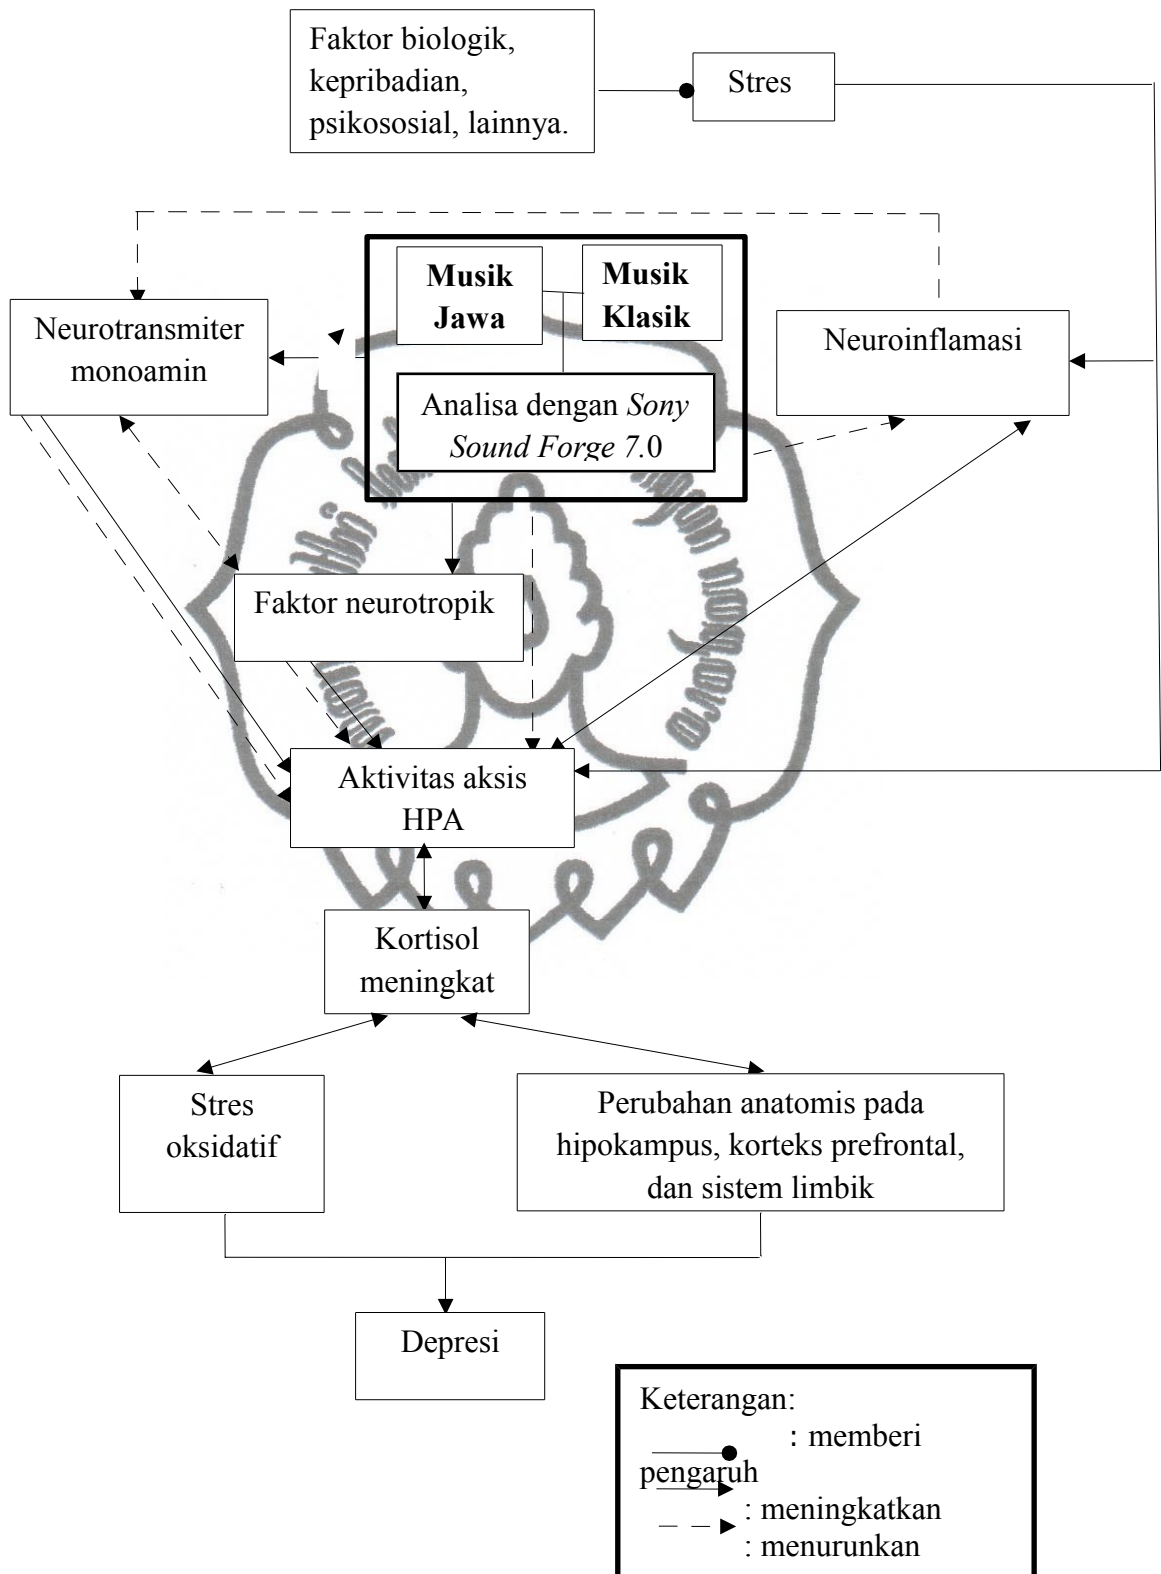 Faktor biologik,
kepribadian,
psikososial, lainnya.
Stres
Musik
Jawa
Musik
Klasik
Neurotransmiter
monoamin
Neuroinflamasi
Analisa dengan Sony
Sound Forge 7.0
Faktor neurotropik
Aktivitas aksis
HPA
Kortisol
meningkat
Stres
oksidatif
Perubahan anatomis pada
hipokampus, korteks prefrontal,
dan sistem limbik
Depresi
Keterangan:
: memberi
pengaruh
: meningkatkan
: menurunkan